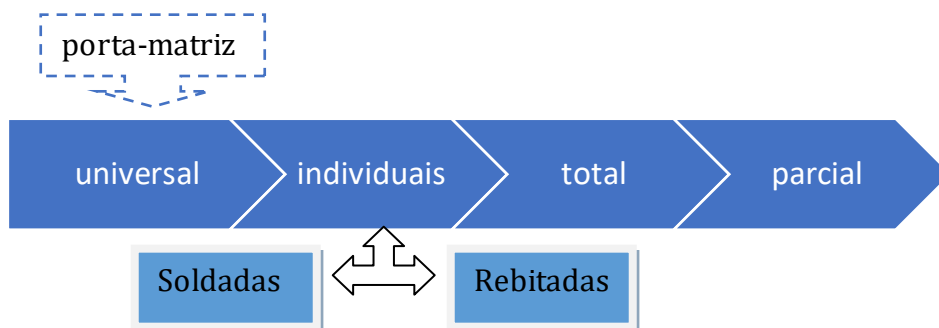 porta-matriz
universal
individuais
total
parcial
Soldadas
Rebitadas